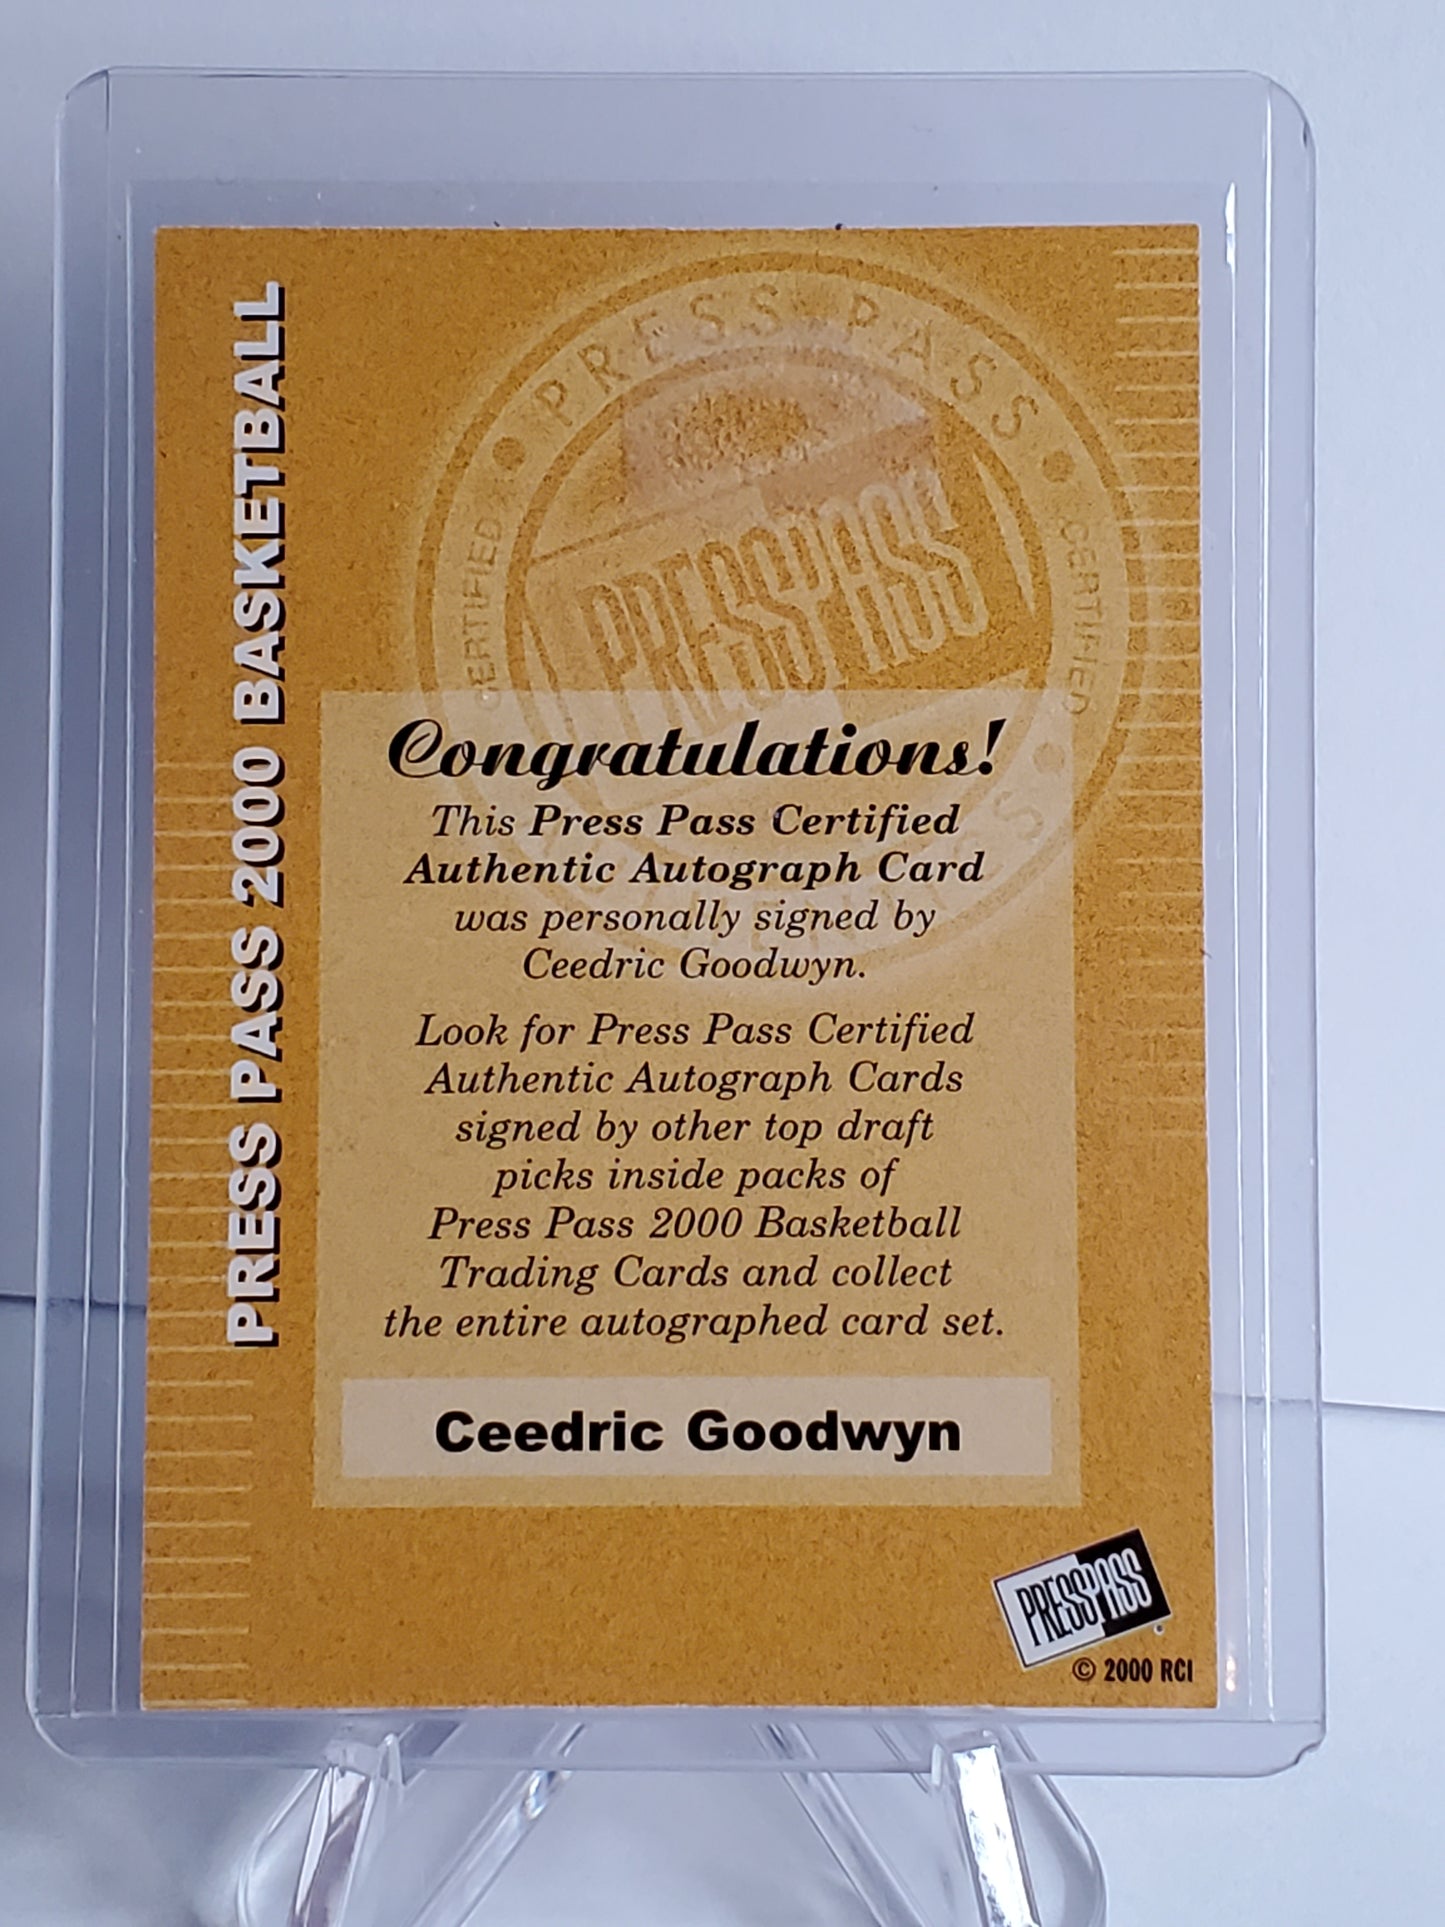 PRESS PASS 2000 BASKETBALL
PRESS PASS
CERTIFIED
CERTIFIED
PRESS PASS
Congratulations!
This Press Pass Certified
Authentic Autograph Card
was personally signed by
Ceedric Goodwyn.
Look for Press Pass Certified
Authentic Autograph Cards
signed by other top draft
picks inside packs of
Press Pass 2000 Basketball
Trading Cards and collect
the entire autographed card set.
Ceedric Goodwyn
PRESS PASS
© 2000 RCI